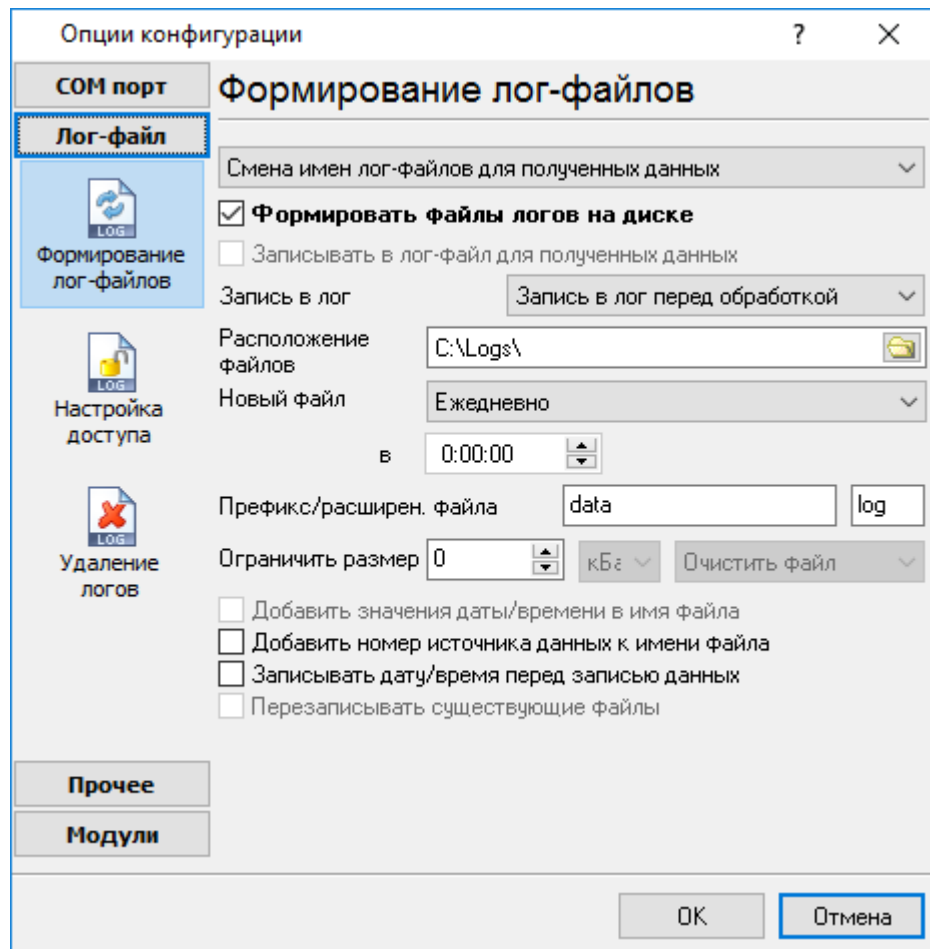 Опции конфигурации
?
COM порт
Лог-файл
LOG
Формирование
лог-файлов
LOG
Настройка
доступа
LOG
Удаление
логов
Прочее
Модули
Формирование лог-файлов
Смена имен лог-файлов для полученных данных
Формировать файлы логов на диске
Записывать в лог-файл для полученных данных
Запись в лог Запись в лог перед обработкой
Расположение
файлов
C:\Logs\
Новый файл Ежедневно
в 0:00:00
Префикс/расширен. файла data log
Ограничить размер 0 кБа Очистить файл
Добавить значения даты/времени в имя файла
Добавить номер источника данных к имени файла
Записывать дату/время перед записью данных
Перезаписывать существующие файлы
OK Отмена